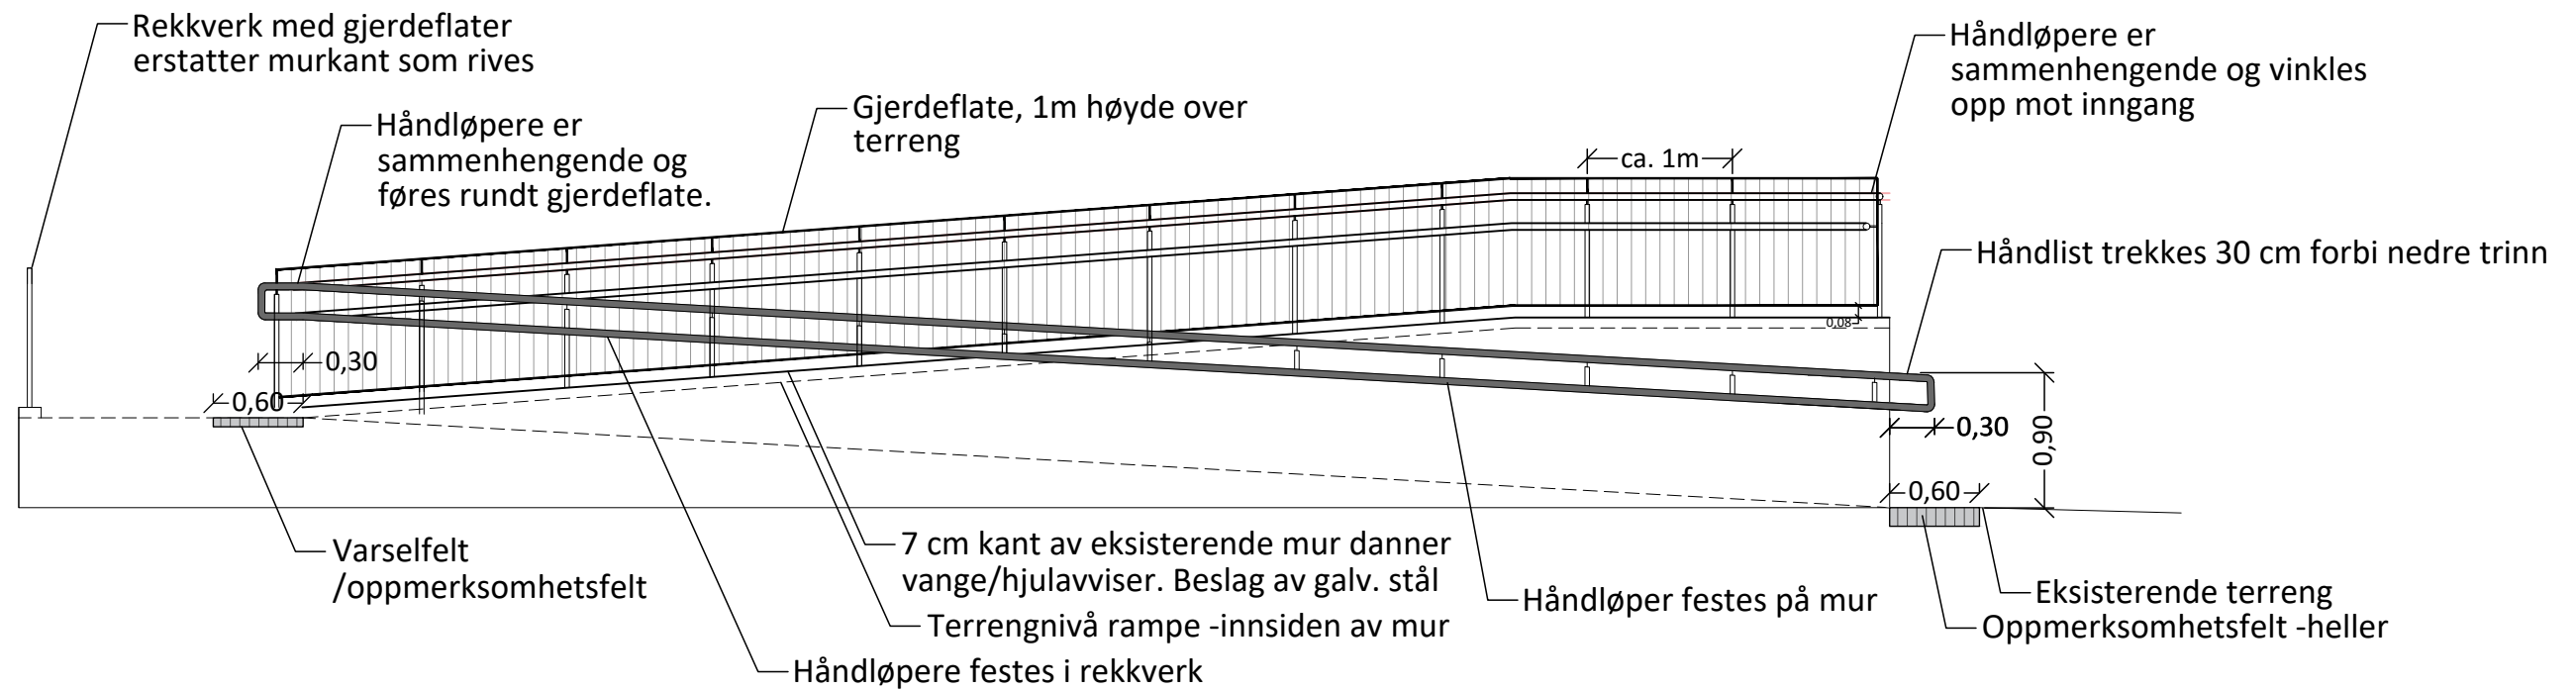 Rekkverk med gjerdeflater
erstatter murkant som rives
Håndløpere er
sammenhengende og
føres rundt gjerdeflate.
Gjerdeflate, 1m høyde over
terreng
ca. 1m
Håndløpere er
sammenhengende og vinkles
opp mot inngang
Håndlist trekkes 30 cm forbi nedre trinn
0,08
0,30
0,60
0,30
0,90
0,60
Varselfelt
/oppmerksomhetsfelt
7 cm kant av eksisterende mur danner
vange/hjulavviser. Beslag av galv. stål
Terrengnivå rampe -innsiden av mur
Håndløpere festes i rekkverk
Håndløper festes på mur
Eksisterende terreng
Oppmerksomhetsfelt -heller